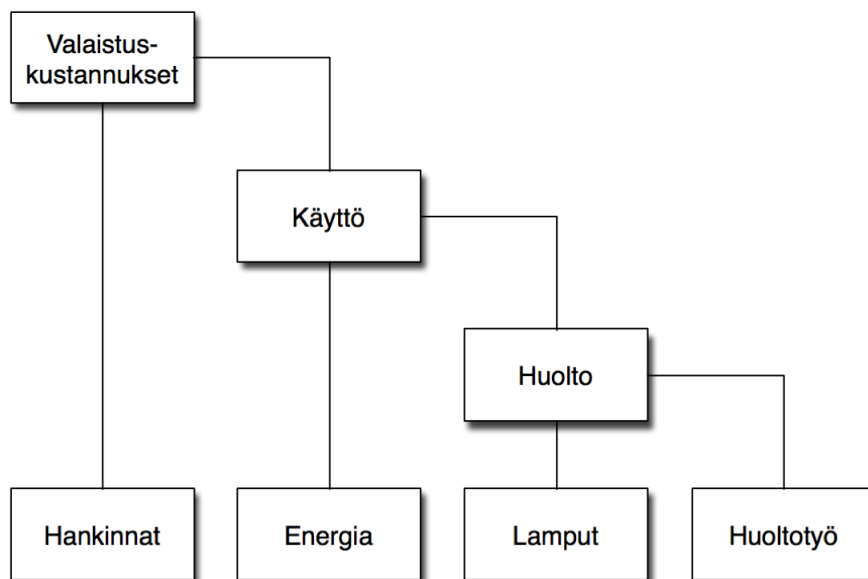 Valaistus-
kustannukset
Käyttö
Huolto
Hankinnat
Energia
Lamput
Huoltotyö